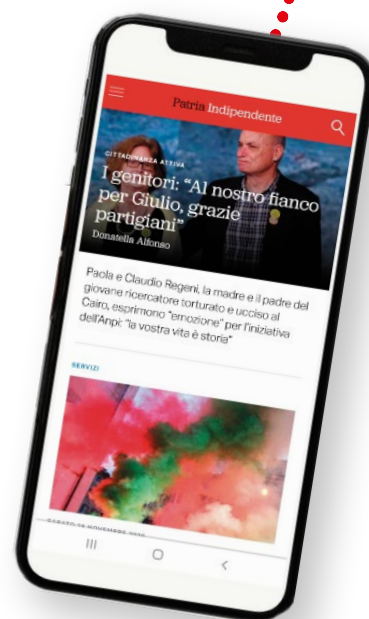 Patria Indipendente
CITTADINANZA ATTIVA
I genitori: “Al nostro fianco
per Giulio, grazie
partigiani”
Donatella Alfonso
Paola e Claudio Regeni, la madre e il padre del
giovane ricercatore torturato e ucciso al
Cairo, esprimono “emozione” per l'iniziativa
dell'Anpi: “la vostra vita è storia”
SERVIZI